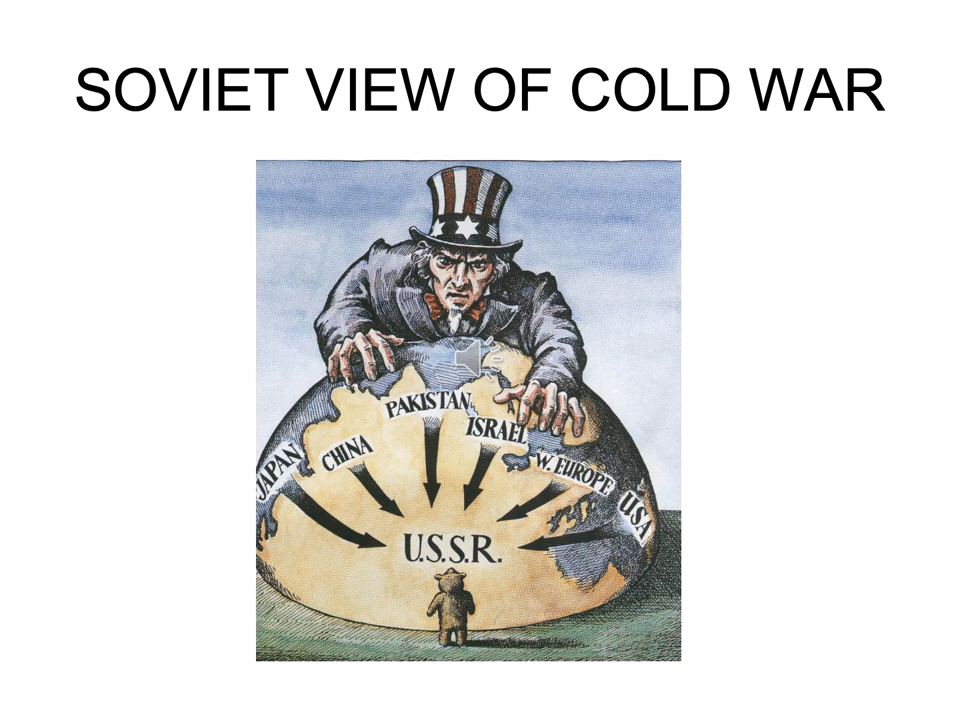 SOVIET VIEW OF COLD WAR
PAKISTAN
ISRAEL
CHINA
JAPAN
W. EUROPE
USA
U.S.S.R.